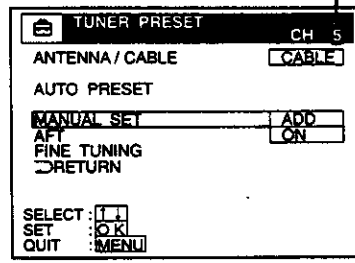 TUNER PRESET
CH 5
ANTENNA / CABLE CABLE
AUTO PRESET
MANUAL SET ADD
AFT ON
FINE TUNING
RETURN
SELECT : ↑ ↓
SET : OK
QUIT : MENU